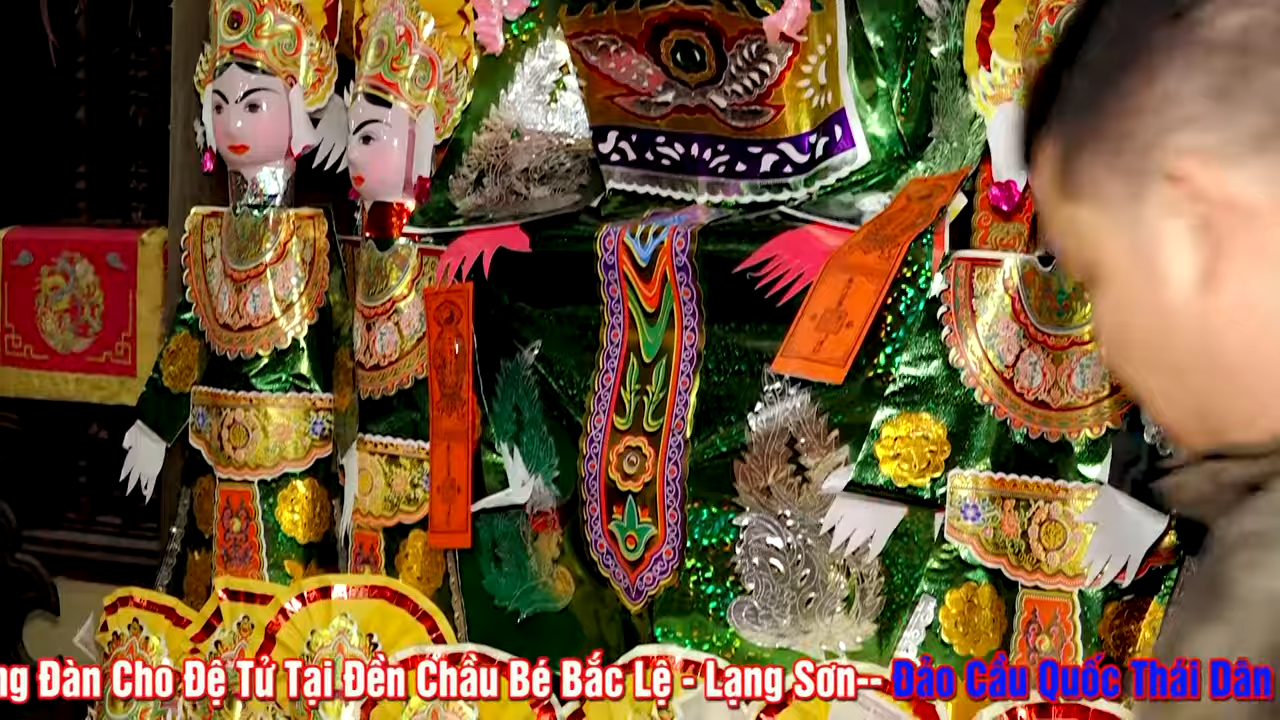 ng Đàn Cho Đệ Tử Tại Đền Chầu Bé Bắc Lệ - Lạng Sơn-- Đảo Cầu Quốc Thái Dân